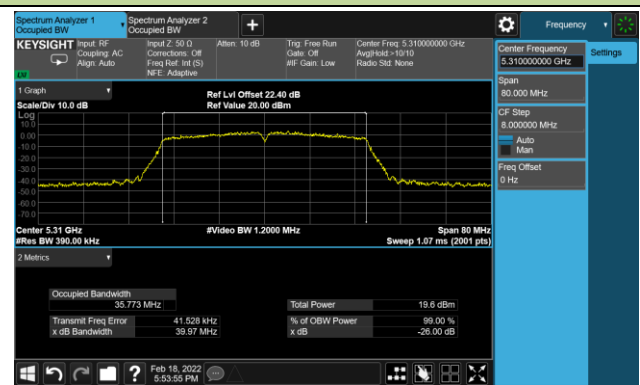 Spectrum Analyzer 1
Occupied BW
Spectrum Analyzer 2
Occupied BW
Frequency
KEYSIGHT
Input: RF
Coupling: AC
Align: Auto
Input Z: 50 Ω
Corrections: Off
Freq Ref: Int (S)
NFE: Adaptive
Atten: 10 dB
Trig: Free Run
Gate: Off
#IF Gain: Low
Center Freq: 5.310000000 GHz
Avg|Hold:>10/10
Radio Std: None
Center Frequency
5.310000000 GHz
Settings
Span
80.000 MHz
CF Step
8.000000 MHz
Auto
Man
Freq Offset
0 Hz
1 Graph
Scale/Div 10.0 dB
Ref Lvl Offset 22.40 dB
Ref Value 20.00 dBm
Log
10.0
0.00
-10.0
-20.0
-30.0
-40.0
-50.0
-60.0
-70.0
Center 5.31 GHz
#Video BW 1.2000 MHz
Span 80 MHz
#Res BW 390.00 kHz
Sweep 1.07 ms (2001 pts)
2 Metrics
Occupied Bandwidth
35.773 MHz
Total Power 19.6 dBm
Transmit Freq Error 41.528 kHz
% of OBW Power 99.00 %
x dB Bandwidth 39.97 MHz
x dB -26.00 dB
?
Feb 18, 2022
5:53:55 PM